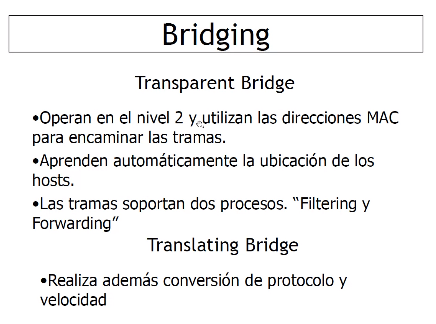 Bridging
Transparent Bridge
•Operan en el nivel 2 y utilizan las direcciones MAC
para encaminar las tramas.
•Aprenden automáticamente la ubicación de los
hosts.
•Las tramas soportan dos procesos. “Filtering y
Forwarding”
Translating Bridge
•Realiza además conversión de protocolo y
velocidad